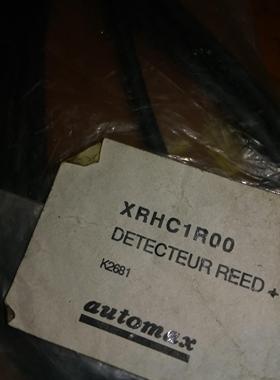 XRHC1R00
DETECTEUR REED +
K2681
automax